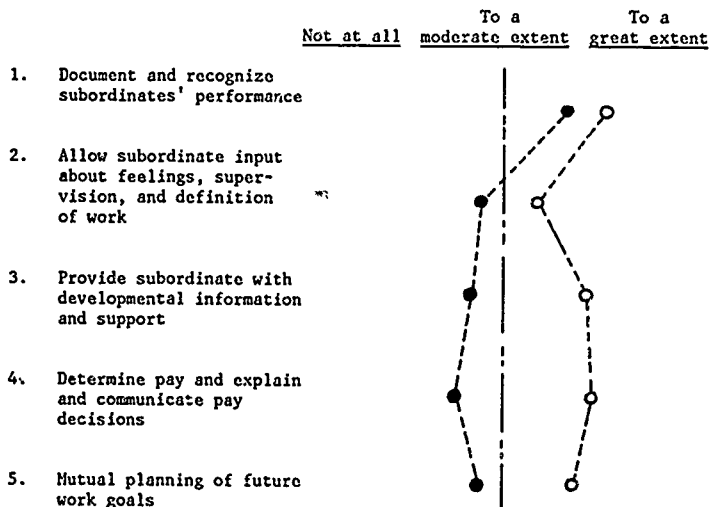 To a To a
Not at all moderate extent great extent
1. Document and recognize
subordinates' performance
2. Allow subordinate input
about feelings, super-
vision, and definition
of work
3. Provide subordinate with
developmental information
and support
4. Determine pay and explain
and communicate pay
decisions
5. Mutual planning of future
work goals